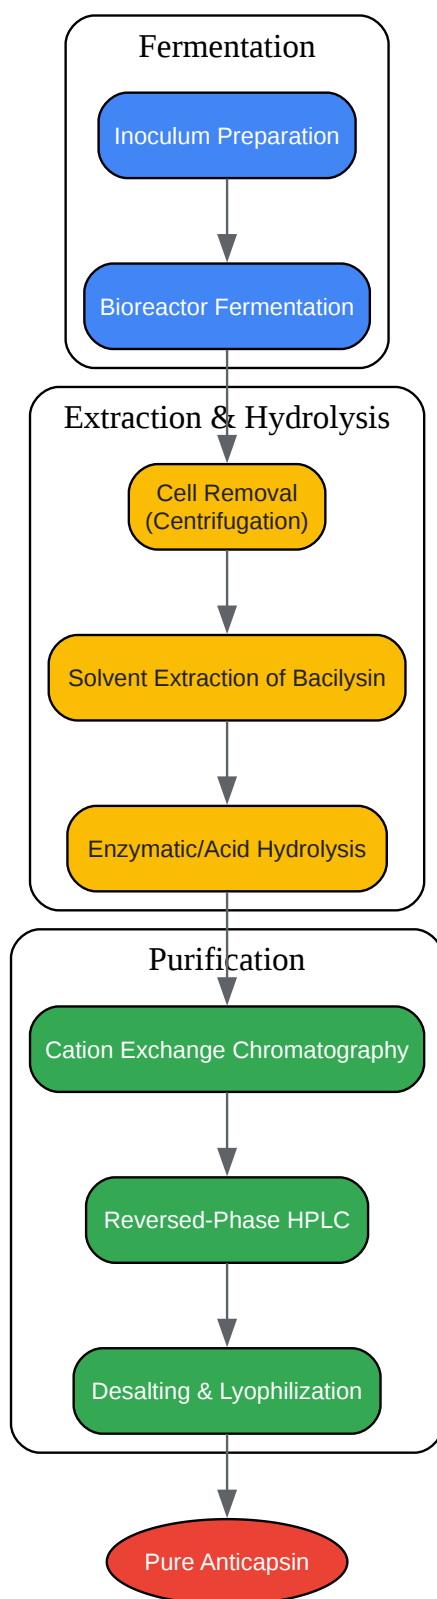 Fermentation
Inoculum Preparation
Bioreactor Fermentation
Extraction & Hydrolysis
Cell Removal
(Centrifugation)
Solvent Extraction of Bacilysin
Enzymatic/Acid Hydrolysis
Purification
Cation Exchange Chromatography
Reversed-Phase HPLC
Desalting & Lyophilization
Pure Anticapsin